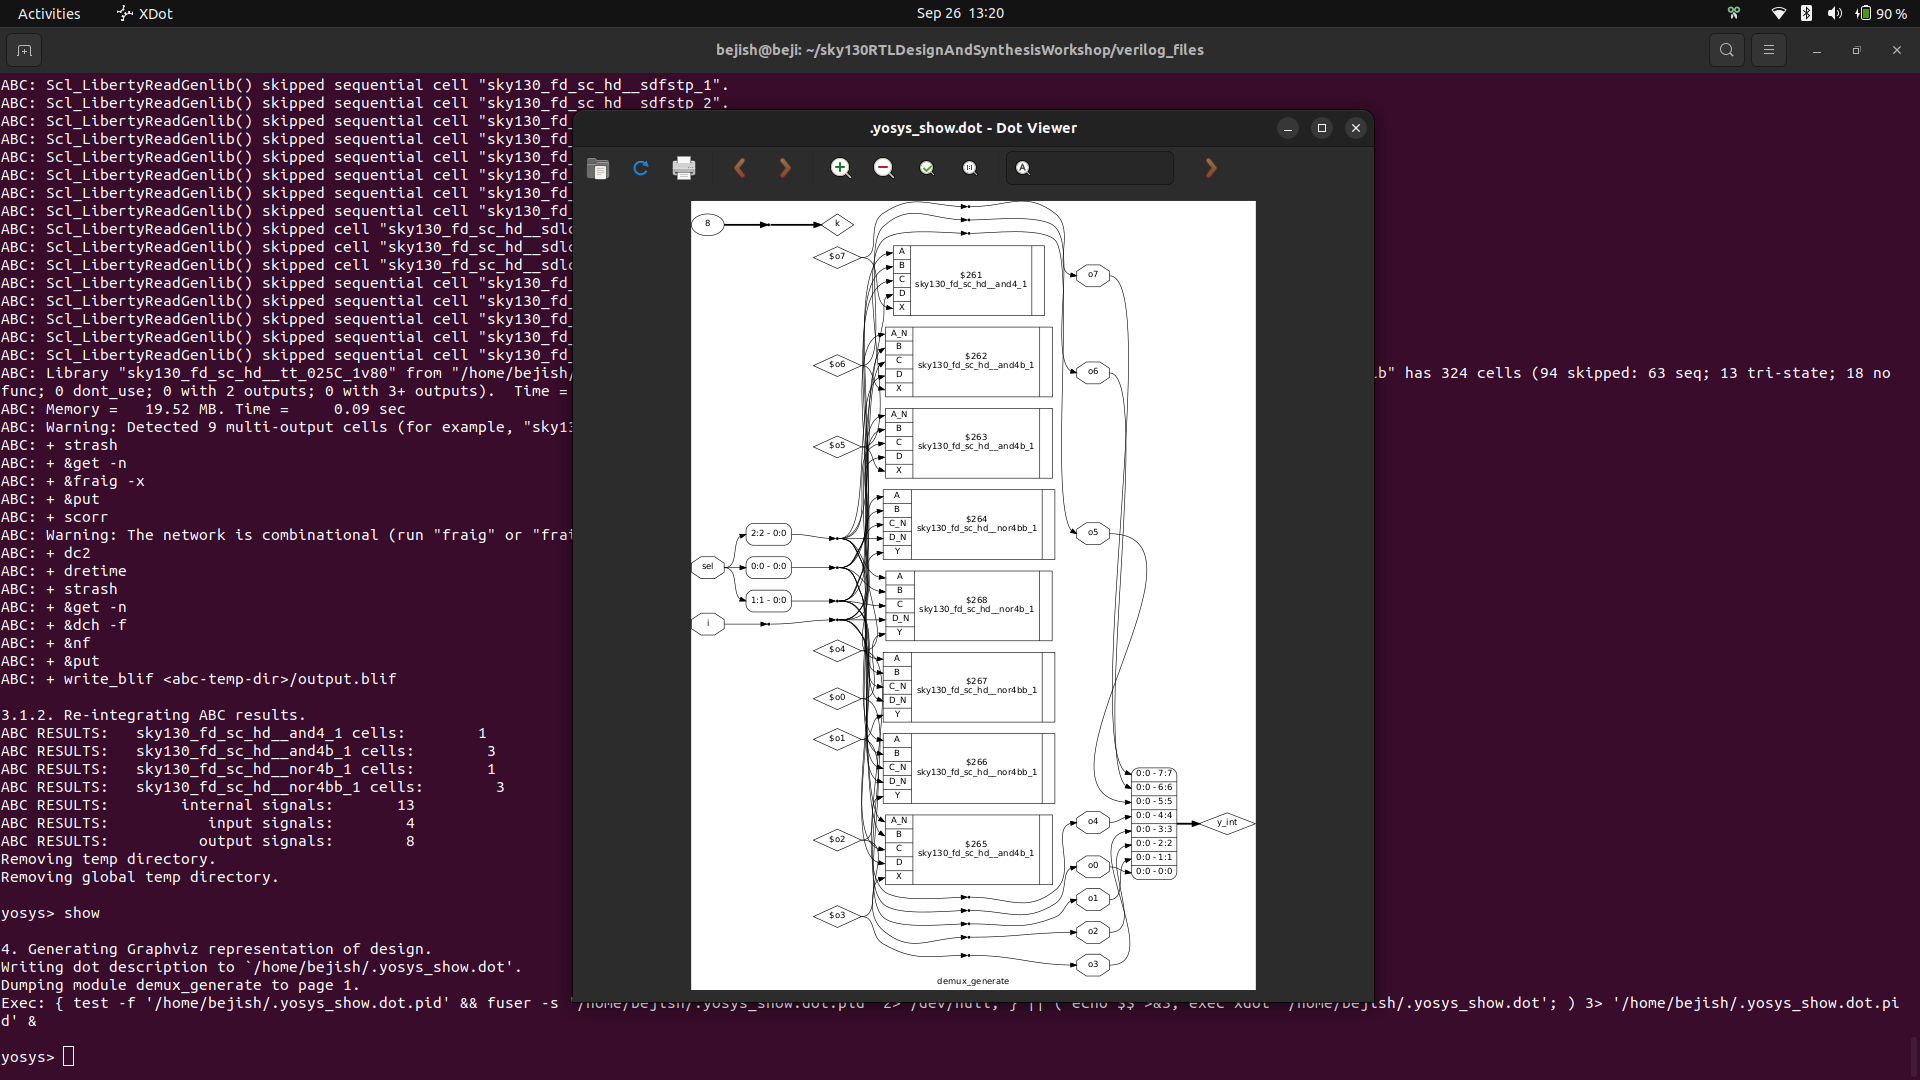 Activities XDot Sep 26 13:20 90 %
bejish@beji: ~/sky130RTLDesignAndSynthesisWorkshop/verilog_files
ABC: Scl_LibertyReadGenlib() skipped sequential cell "sky130_fd_sc_hd__sdfstp_1".
ABC: Scl_LibertyReadGenlib() skipped sequential cell "sky130_fd_sc_hd__sdfstp_2".
ABC: Scl_LibertyReadGenlib() skipped sequential cell "sky130_fd_
ABC: Scl_LibertyReadGenlib() skipped sequential cell "sky130_fd_
ABC: Scl_LibertyReadGenlib() skipped sequential cell "sky130_fd_
ABC: Scl_LibertyReadGenlib() skipped sequential cell "sky130_fd_
ABC: Scl_LibertyReadGenlib() skipped sequential cell "sky130_fd_
ABC: Scl_LibertyReadGenlib() skipped sequential cell "sky130_fd_
ABC: Scl_LibertyReadGenlib() skipped cell "sky130_fd_sc_hd__sdlc
ABC: Scl_LibertyReadGenlib() skipped sequential cell "sky130_fd_
ABC: Scl_LibertyReadGenlib() skipped cell "sky130_fd_sc_hd__sdlc
ABC: Scl_LibertyReadGenlib() skipped sequential cell "sky130_fd_
ABC: Scl_LibertyReadGenlib() skipped sequential cell "sky130_fd_
ABC: Scl_LibertyReadGenlib() skipped sequential cell "sky130_fd_
ABC: Scl_LibertyReadGenlib() skipped sequential cell "sky130_fd_
ABC: Scl_LibertyReadGenlib() skipped sequential cell "sky130_fd_
ABC: Library "sky130_fd_sc_hd__tt_025C_1v80" from "/home/bejish/ b" has 324 cells (94 skipped: 63 seq; 13 tri-state; 18 no
func; 0 dont_use; 0 with 2 outputs; 0 with 3+ outputs). Time =
ABC: Memory = 19.52 MB. Time = 0.09 sec
ABC: Warning: Detected 9 multi-output cells (for example, "sky13
ABC: + strash
ABC: + &get -n
ABC: + &fraig -x
ABC: + &put
ABC: + scorr
ABC: Warning: The network is combinational (run "fraig" or "frai
ABC: + dc2
ABC: + dretime
ABC: + strash
ABC: + &get -n
ABC: + &dch -f
ABC: + &nf
ABC: + &put
ABC: + write_blif <abc-temp-dir>/output.blif
3.1.2. Re-integrating ABC results.
ABC RESULTS: sky130_fd_sc_hd__and4_1 cells: 1
ABC RESULTS: sky130_fd_sc_hd__and4b_1 cells: 3
ABC RESULTS: sky130_fd_sc_hd__nor4b_1 cells: 1
ABC RESULTS: sky130_fd_sc_hd__nor4bb_1 cells: 3
ABC RESULTS: internal signals: 13
ABC RESULTS: input signals: 4
ABC RESULTS: output signals: 8
Removing temp directory.
Removing global temp directory.
yosys> show
4. Generating Graphviz representation of design.
Writing dot description to `/home/bejish/.yosys_show.dot'.
Dumping module demux_generate to page 1.
Exec: { test -f '/home/bejish/.yosys_show.dot.pid' && fuser -s '/home/bejish/.yosys_show.dot.pid' 2> /dev/null; } || ( echo $$ >&3; exec xdot '/home/bejish/.yosys_show.dot'; ) 3> '/home/bejish/.yosys_show.dot.pi
d' &
yosys>
.yosys_show.dot - Dot Viewer
8
k
$o7
$o6
$o5
2:2 - 0:0
sel
0:0 - 0:0
1:1 - 0:0
i
$o4
$o0
$o1
$o2
$o3
A
B
C
D
X
$261
sky130_fd_sc_hd__and4_1
A_N
B
C
D
X
$262
sky130_fd_sc_hd__and4b_1
A_N
B
C
D
X
$263
sky130_fd_sc_hd__and4b_1
A
B
C_N
D_N
Y
$264
sky130_fd_sc_hd__nor4bb_1
A
B
C
D_N
Y
$268
sky130_fd_sc_hd__nor4b_1
A
B
C_N
D_N
Y
$267
sky130_fd_sc_hd__nor4bb_1
A
B
C_N
D_N
Y
$266
sky130_fd_sc_hd__nor4bb_1
A_N
B
C
D
X
$265
sky130_fd_sc_hd__and4b_1
o7
o6
o5
o4
o0
o1
o2
o3
0:0 - 7:7
0:0 - 6:6
0:0 - 5:5
0:0 - 4:4
0:0 - 3:3
0:0 - 2:2
0:0 - 1:1
0:0 - 0:0
y_int
demux_generate